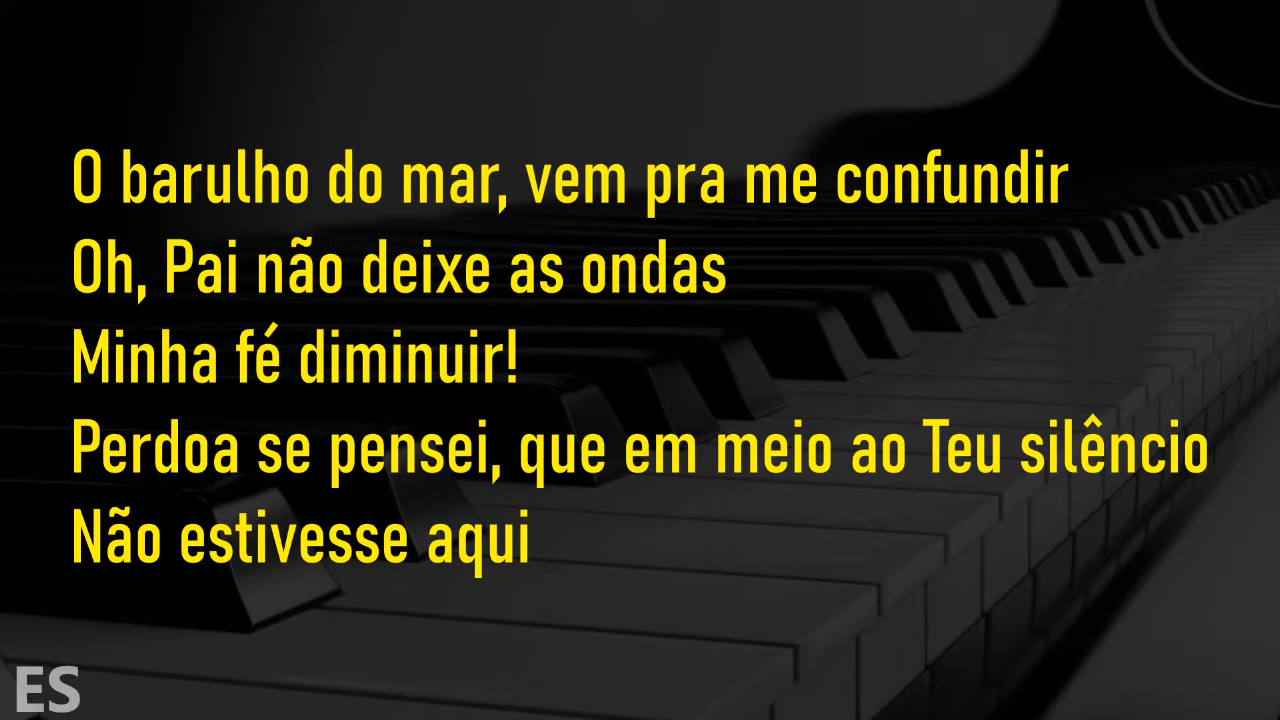 O barulho do mar, vem pra me confundir
Oh, Pai não deixe as ondas
Minha fé diminuir!
Perdoa se pensei, que em meio ao Teu silêncio
Não estivesse aqui
ES